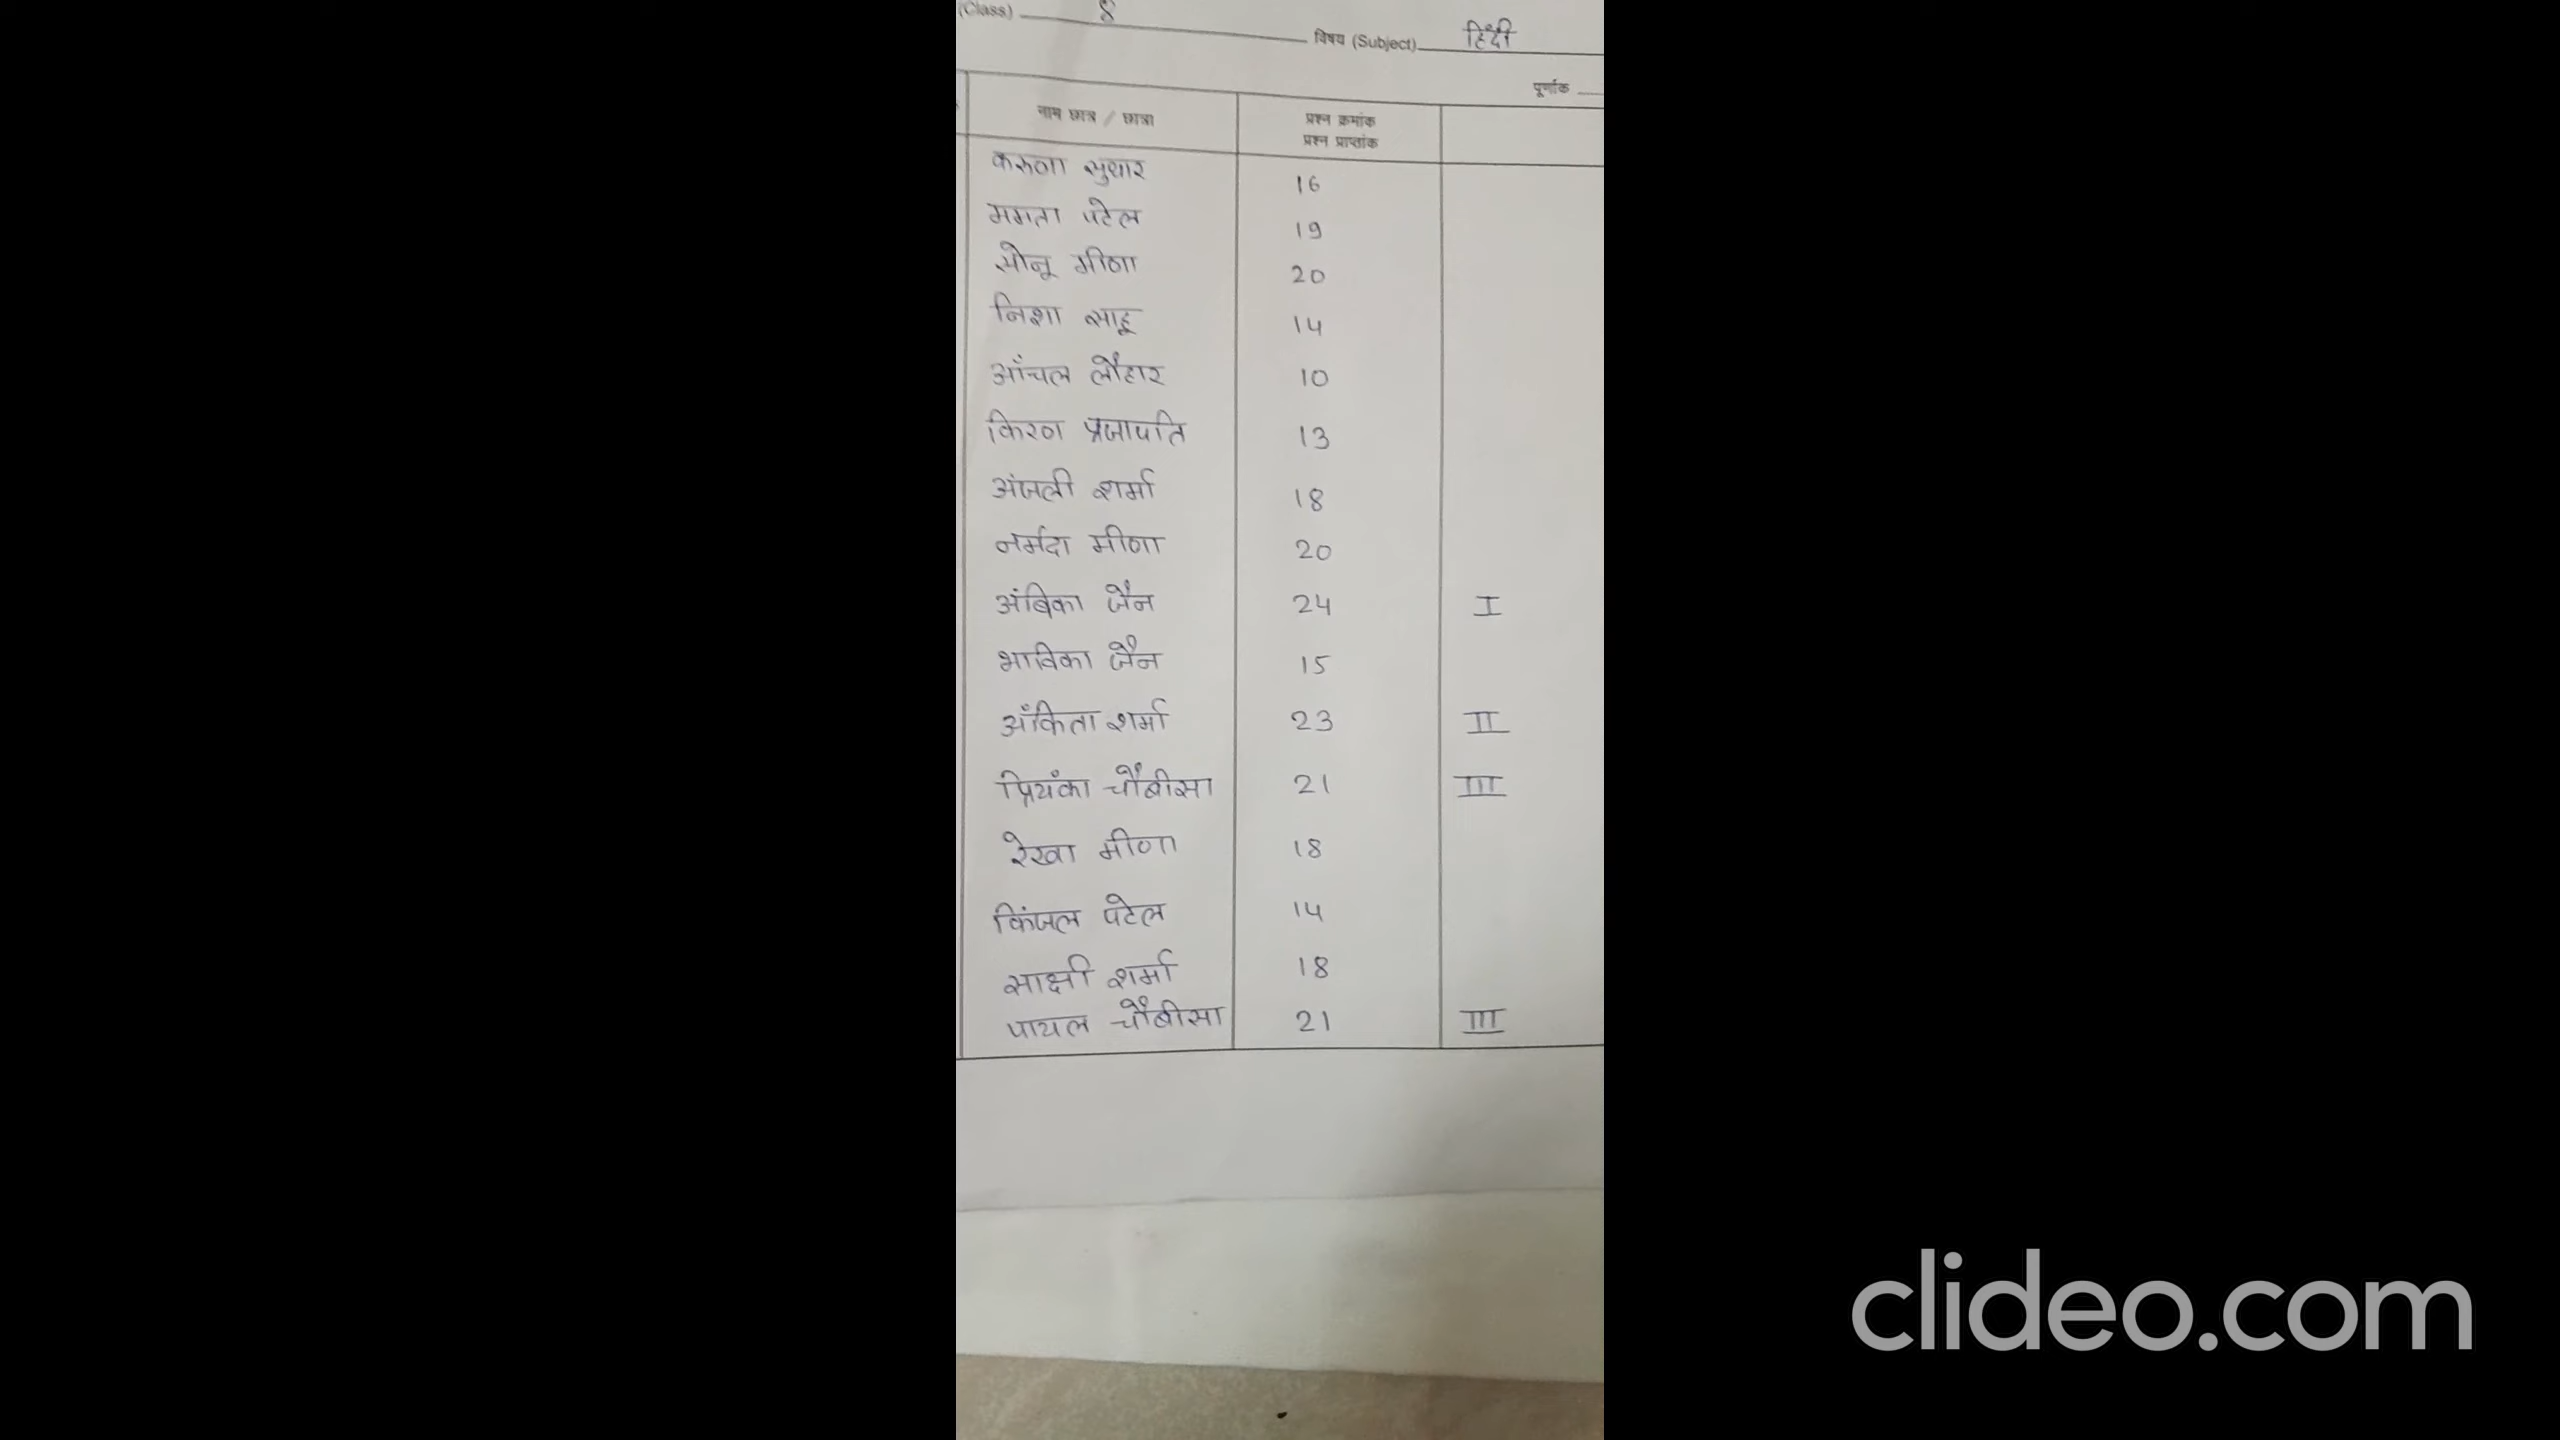 (Class) 8
विषय (Subject) हिंदी
पूर्णांक
नाम छात्र / छात्रा
प्रश्न क्रमांक
प्रश्न प्राप्तांक
करुणा सुथार 16
ममता पटेल 19
सोनू मीणा 20
निशा साहू 14
आँचल लौहार 10
किरण प्रजापति 13
अंजली शर्मा 18
नर्मदा मीणा 20
अंबिका जैन 24 I
भाविका जैन 15
अँकिता शर्मा 23 II
प्रियँका चौबीसा 21 III
रेखा मीणा 18
किंजल पटेल 14
साक्षी शर्मा 18
पायल चौबीसा 21 III
clideo.com